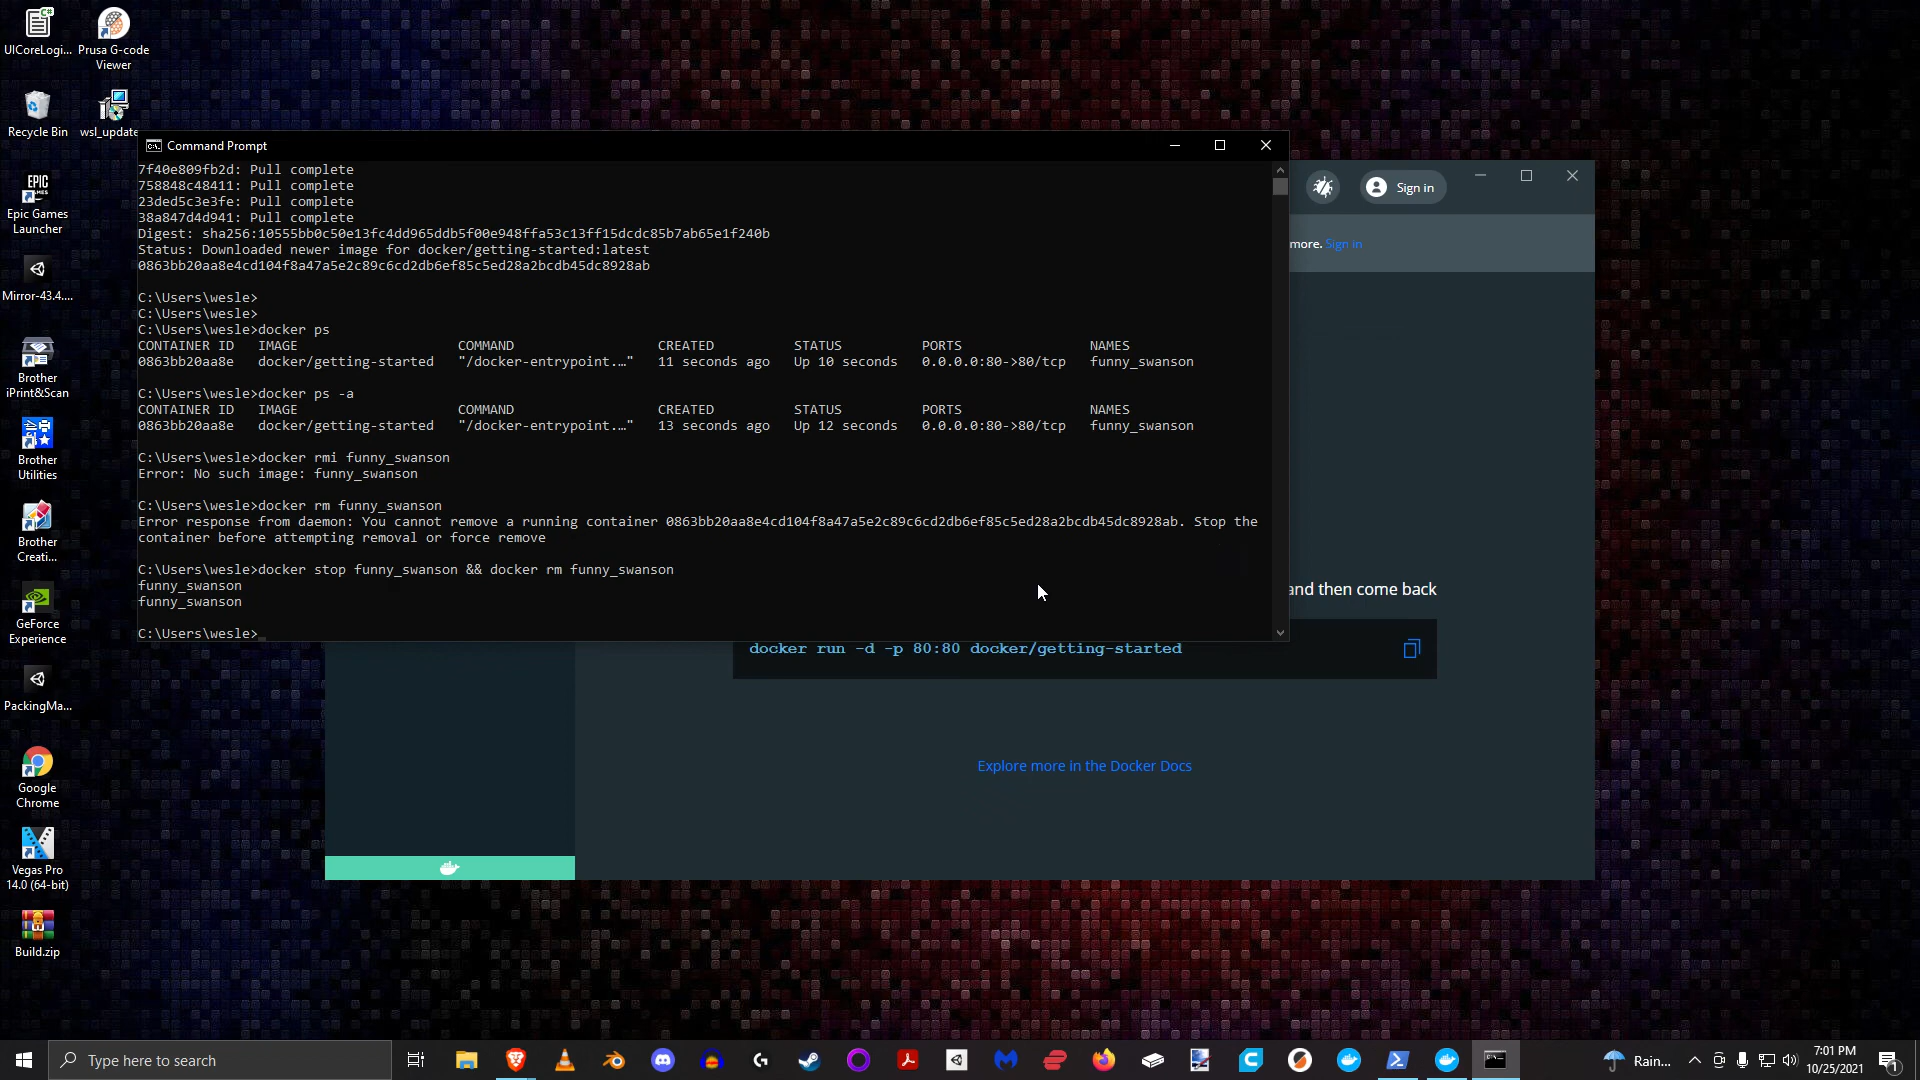 UICoreLogi...
Prusa G-code
Viewer
Recycle Bin
wsl_update
EPIC
GAMES
Epic Games
Launcher
Mirror-43.4....
Brother
iPrint&Scan
Brother
Utilities
Brother
Creati...
GeForce
Experience
PackingMa...
Google
Chrome
Vegas Pro
14.0 (64-bit)
Build.zip
Command Prompt
7f40e809fb2d: Pull complete
758848c48411: Pull complete
23ded5c3e3fe: Pull complete
38a847d4d941: Pull complete
Digest: sha256:10555bb0c50e13fc4dd965ddb5f00e948ffa53c13ff15dcdc85b7ab65e1f240b
Status: Downloaded newer image for docker/getting-started:latest
0863bb20aa8e4cd104f8a47a5e2c89c6cd2db6ef85c5ed28a2bcdb45dc8928ab
C:\Users\wesle>
C:\Users\wesle>
C:\Users\wesle>docker ps
CONTAINER ID IMAGE COMMAND CREATED STATUS PORTS NAMES
0863bb20aa8e docker/getting-started "/docker-entrypoint.…" 11 seconds ago Up 10 seconds 0.0.0.0:80->80/tcp funny_swanson
C:\Users\wesle>docker ps -a
CONTAINER ID IMAGE COMMAND CREATED STATUS PORTS NAMES
0863bb20aa8e docker/getting-started "/docker-entrypoint.…" 13 seconds ago Up 12 seconds 0.0.0.0:80->80/tcp funny_swanson
C:\Users\wesle>docker rmi funny_swanson
Error: No such image: funny_swanson
C:\Users\wesle>docker rm funny_swanson
Error response from daemon: You cannot remove a running container 0863bb20aa8e4cd104f8a47a5e2c89c6cd2db6ef85c5ed28a2bcdb45dc8928ab. Stop the
container before attempting removal or force remove
C:\Users\wesle>docker stop funny_swanson && docker rm funny_swanson
funny_swanson
funny_swanson
C:\Users\wesle>_
Sign in
more. Sign in
and then come back
docker run -d -p 80:80 docker/getting-started
Explore more in the Docker Docs
Type here to search
Rain...
7:01 PM
10/25/2021
1